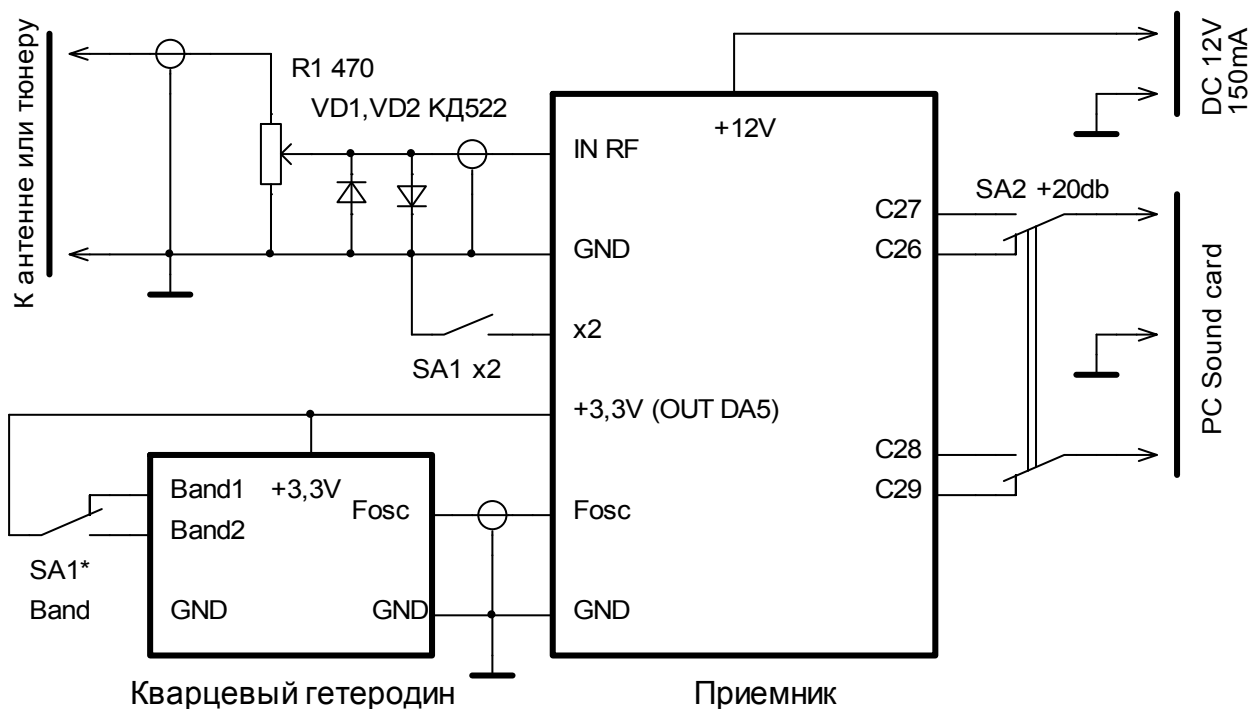 К антенне или тюнеру
R1 470
VD1,VD2 КД522
IN RF
+12V
GND
x2
SA1 x2
+3,3V (OUT DA5)
C27
C26
SA2 +20db
C28
C29
DC 12V
150mA
PC Sound card
Band1
+3,3V
Fosc
Band2
Fosc
SA1*
Band
GND
GND
GND
Кварцевый гетеродин
Приемник